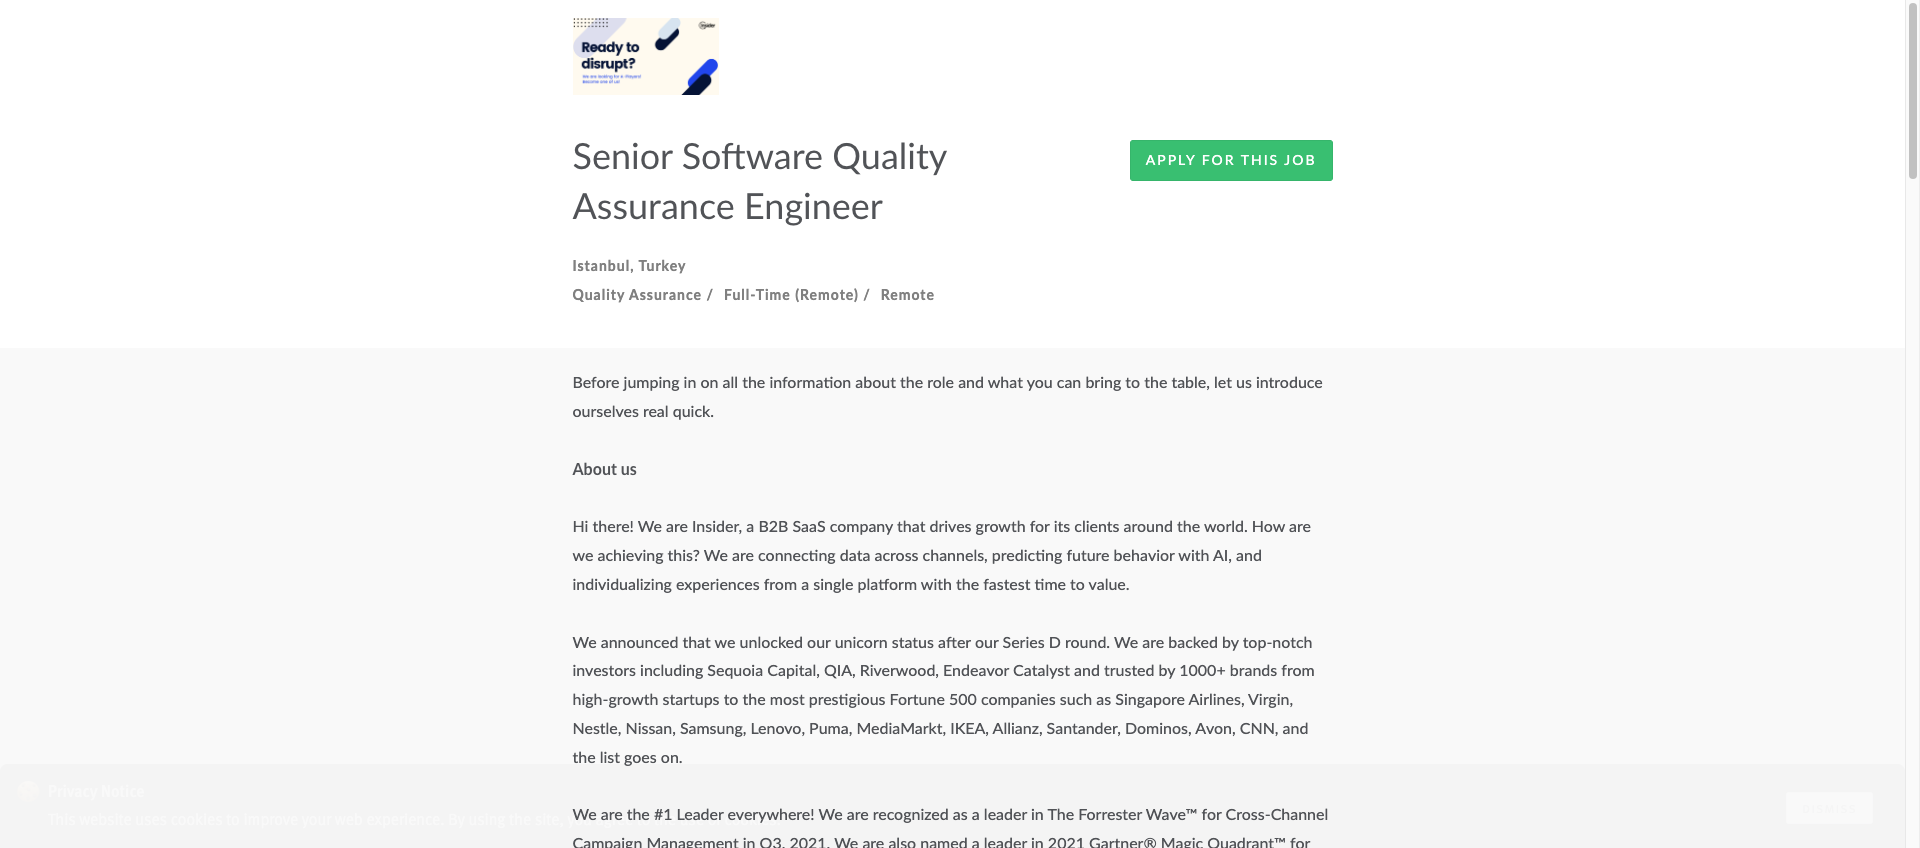 Ready to
disrupt?
We are looking for A-Players!
Become one of us!
Senior Software Quality
Assurance Engineer
APPLY FOR THIS JOB
Istanbul, Turkey
Quality Assurance / Full-Time (Remote) / Remote
Before jumping in on all the information about the role and what you can bring to the table, let us introduce
ourselves real quick.
About us
Hi there! We are Insider, a B2B SaaS company that drives growth for its clients around the world. How are
we achieving this? We are connecting data across channels, predicting future behavior with AI, and
individualizing experiences from a single platform with the fastest time to value.
We announced that we unlocked our unicorn status after our Series D round. We are backed by top-notch
investors including Sequoia Capital, QIA, Riverwood, Endeavor Catalyst and trusted by 1000+ brands from
high-growth startups to the most prestigious Fortune 500 companies such as Singapore Airlines, Virgin,
Nestle, Nissan, Samsung, Lenovo, Puma, MediaMarkt, IKEA, Allianz, Santander, Dominos, Avon, CNN, and
the list goes on.
Privacy Notice
This website uses cookies to improve your web experience. By using the site,
We are the #1 Leader everywhere! We are recognized as a leader in The Forrester Wave™ for Cross-Channel
Campaign Management in Q3, 2021. We are also named a leader in 2021 Gartner® Magic Quadrant™ for